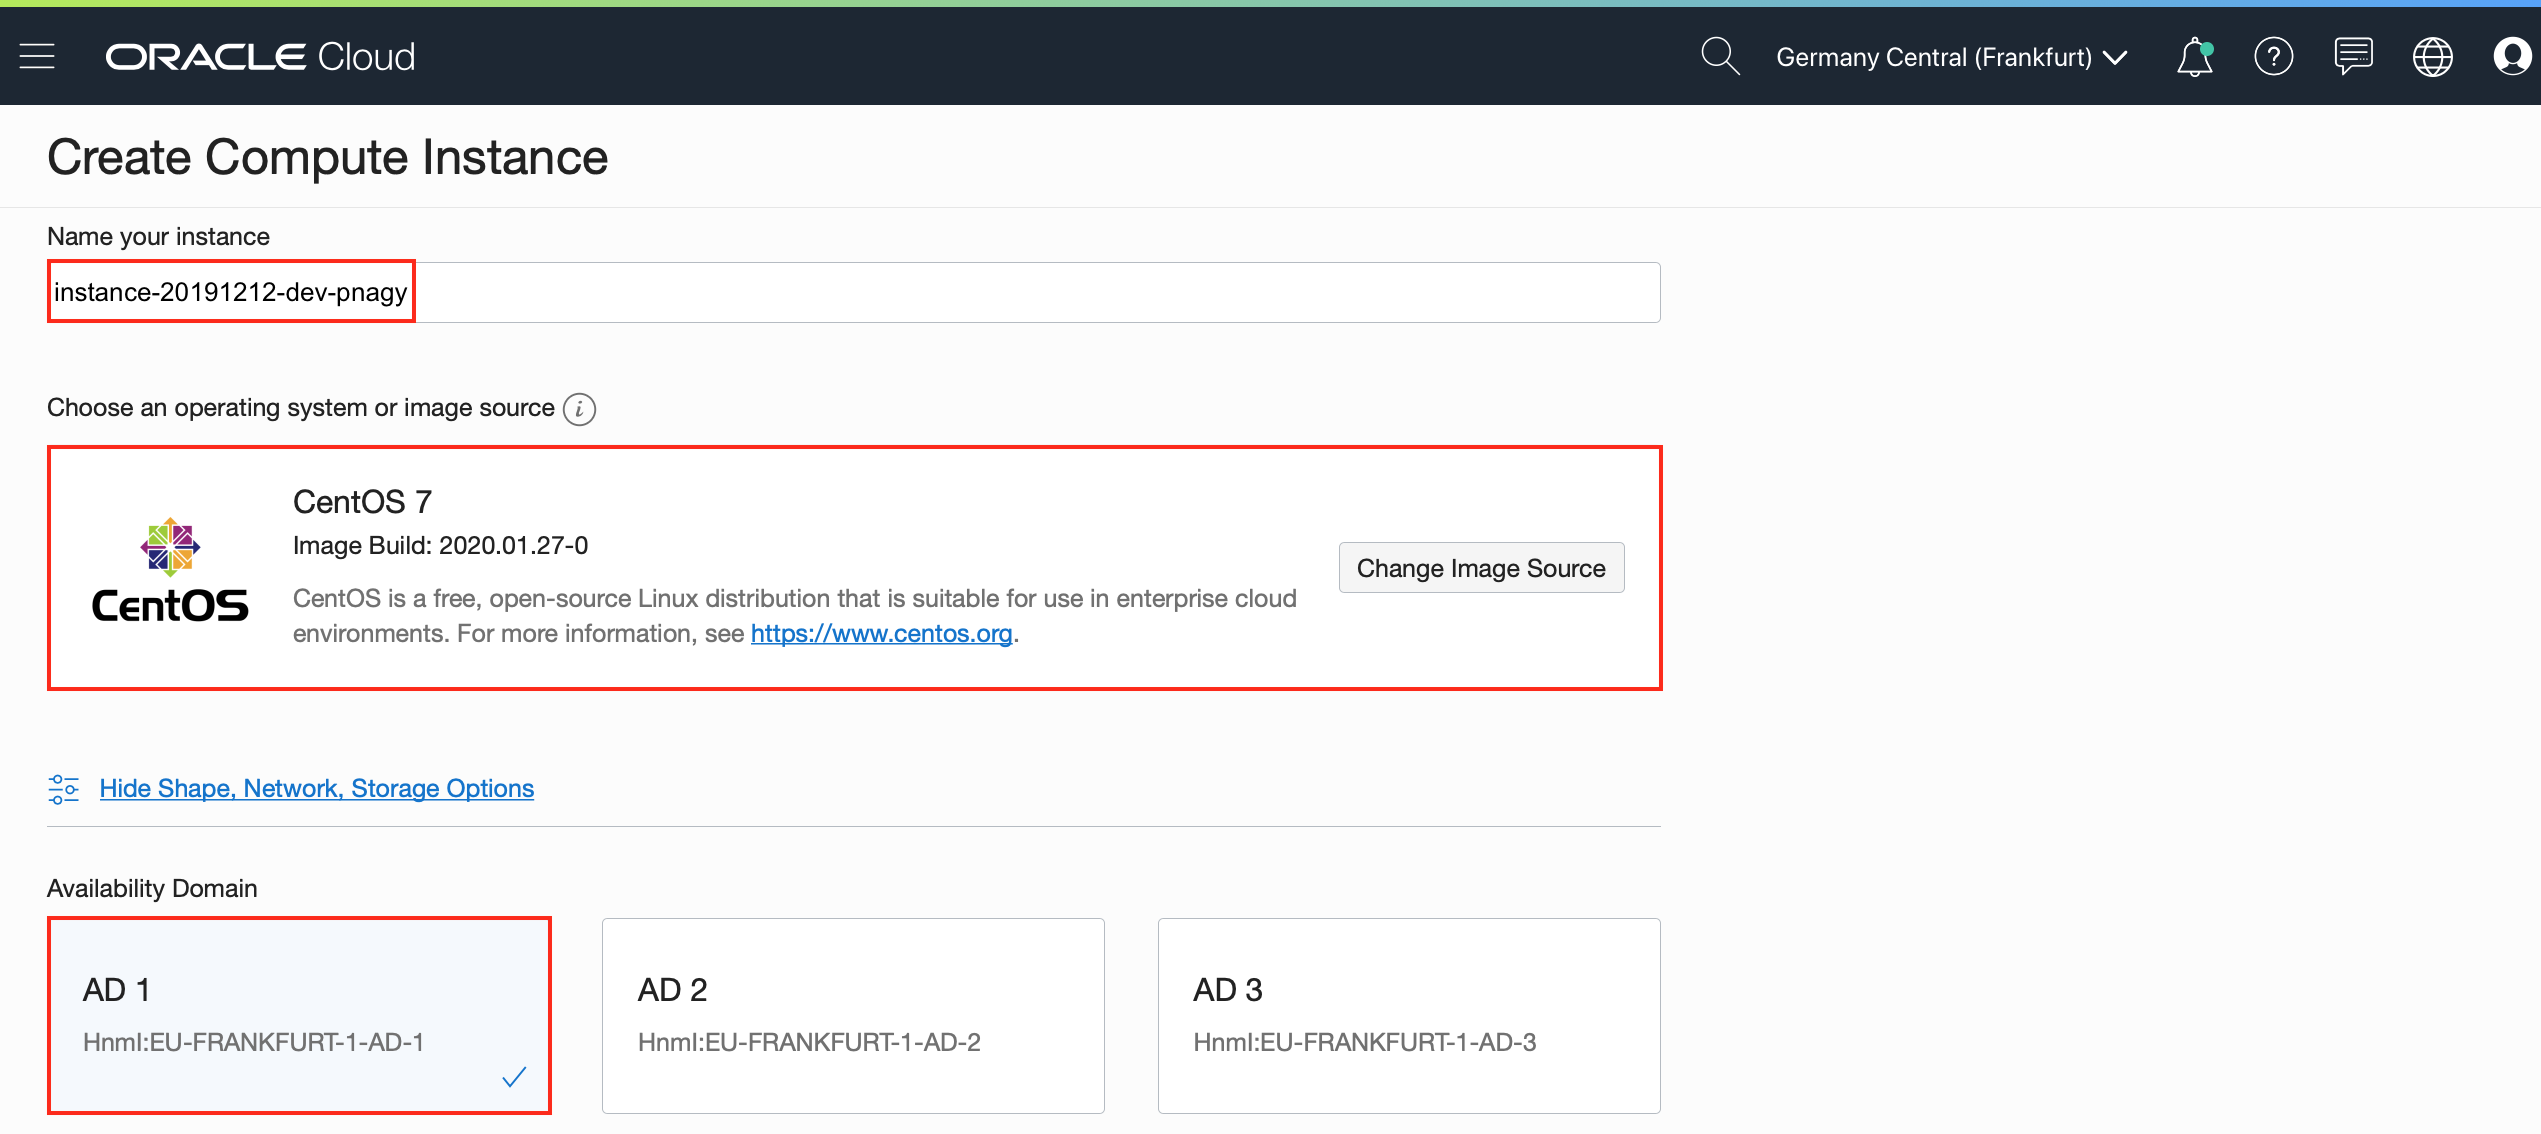 ORACLE Cloud
Germany Central (Frankfurt)
Create Compute Instance
Name your instance
instance-20191212-dev-pnagy
Choose an operating system or image source
CentOS
CentOS 7
Image Build: 2020.01.27-0
CentOS is a free, open-source Linux distribution that is suitable for use in enterprise cloud
environments. For more information, see https://www.centos.org.
Change Image Source
Hide Shape, Network, Storage Options
Availability Domain
AD 1
HnmI:EU-FRANKFURT-1-AD-1
AD 2
HnmI:EU-FRANKFURT-1-AD-2
AD 3
HnmI:EU-FRANKFURT-1-AD-3